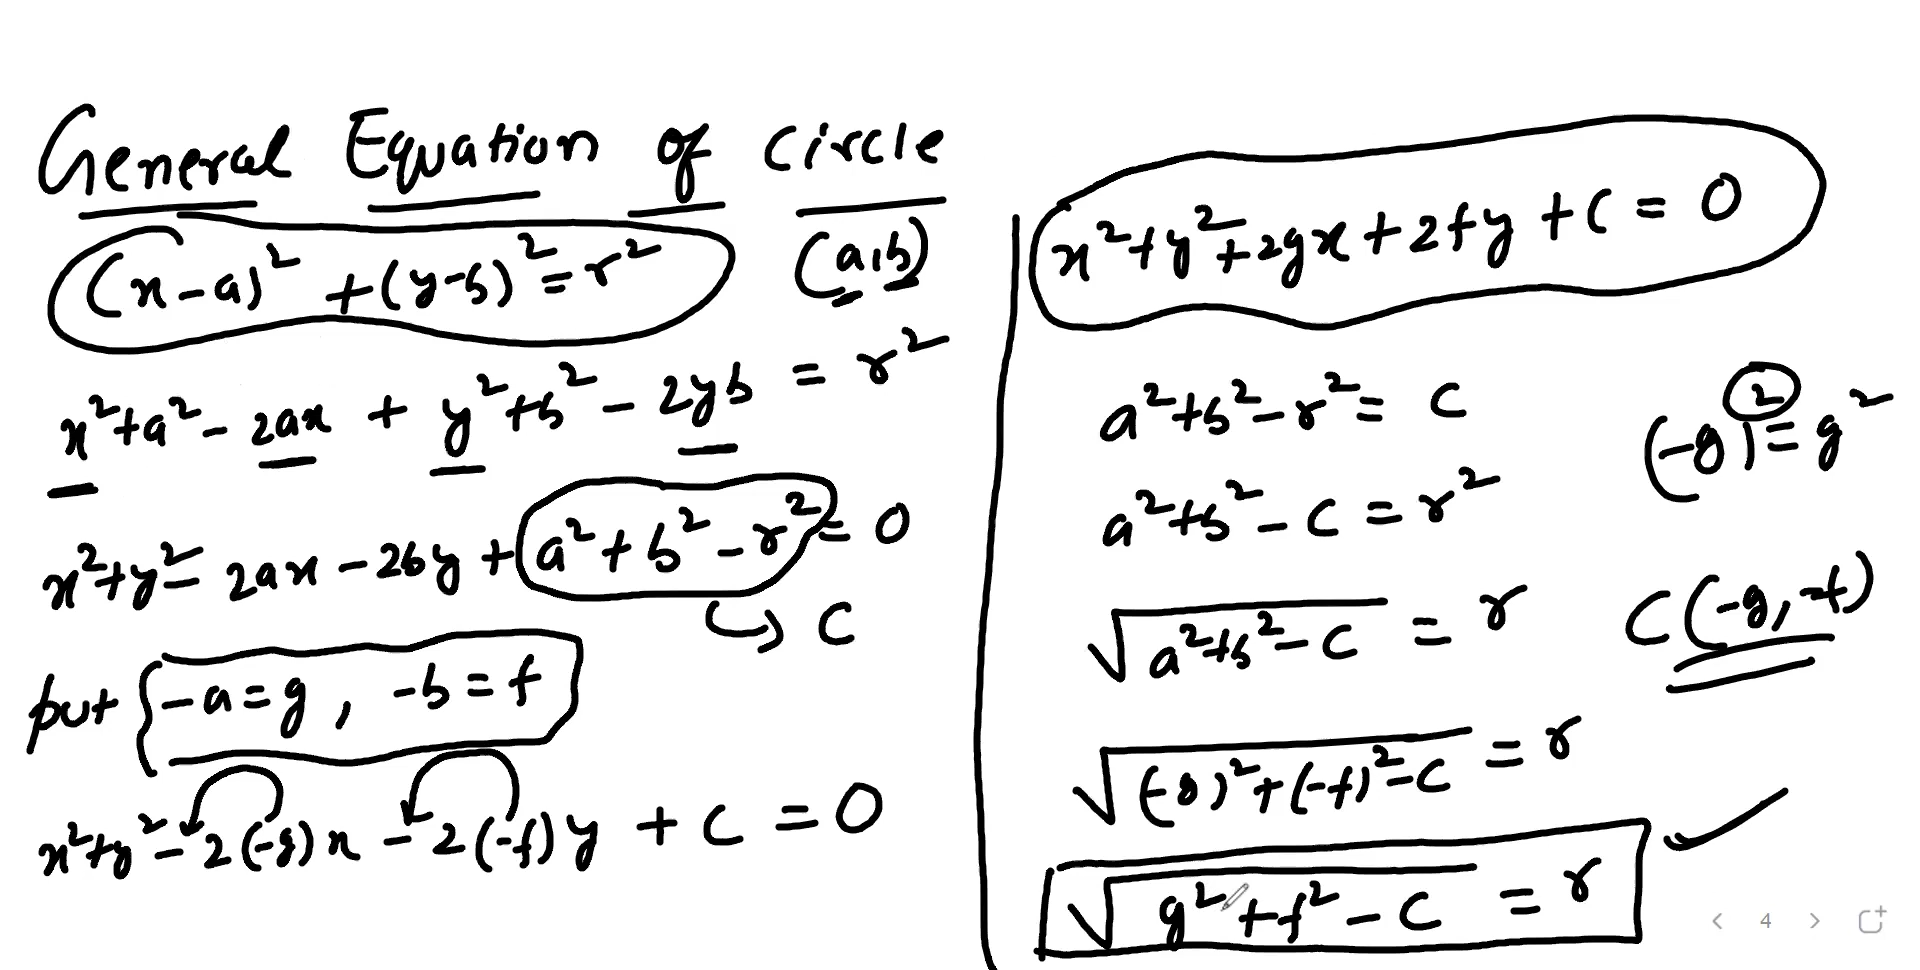 General Equation of circle
(x-a)² + (y-b)² = r² (a,b)
x²+a²-2ax + y²+b²-2yb = r²
x²+y²-2ax-2by+a²+b²-r² = 0
↪ C
put {-a=g, -b=f
x²+y²-2(-g)x-2(-f)y+c=0
x²+y²+2gx+2fy+c=0
a²+b²-r²=c
(-g)²=g²
a²+b²-c=r²
√a²+b²-c = r
C(-g,-f)
√(-g)²+(-f)²-c = r
√g²+f²-c = r
< 4 >